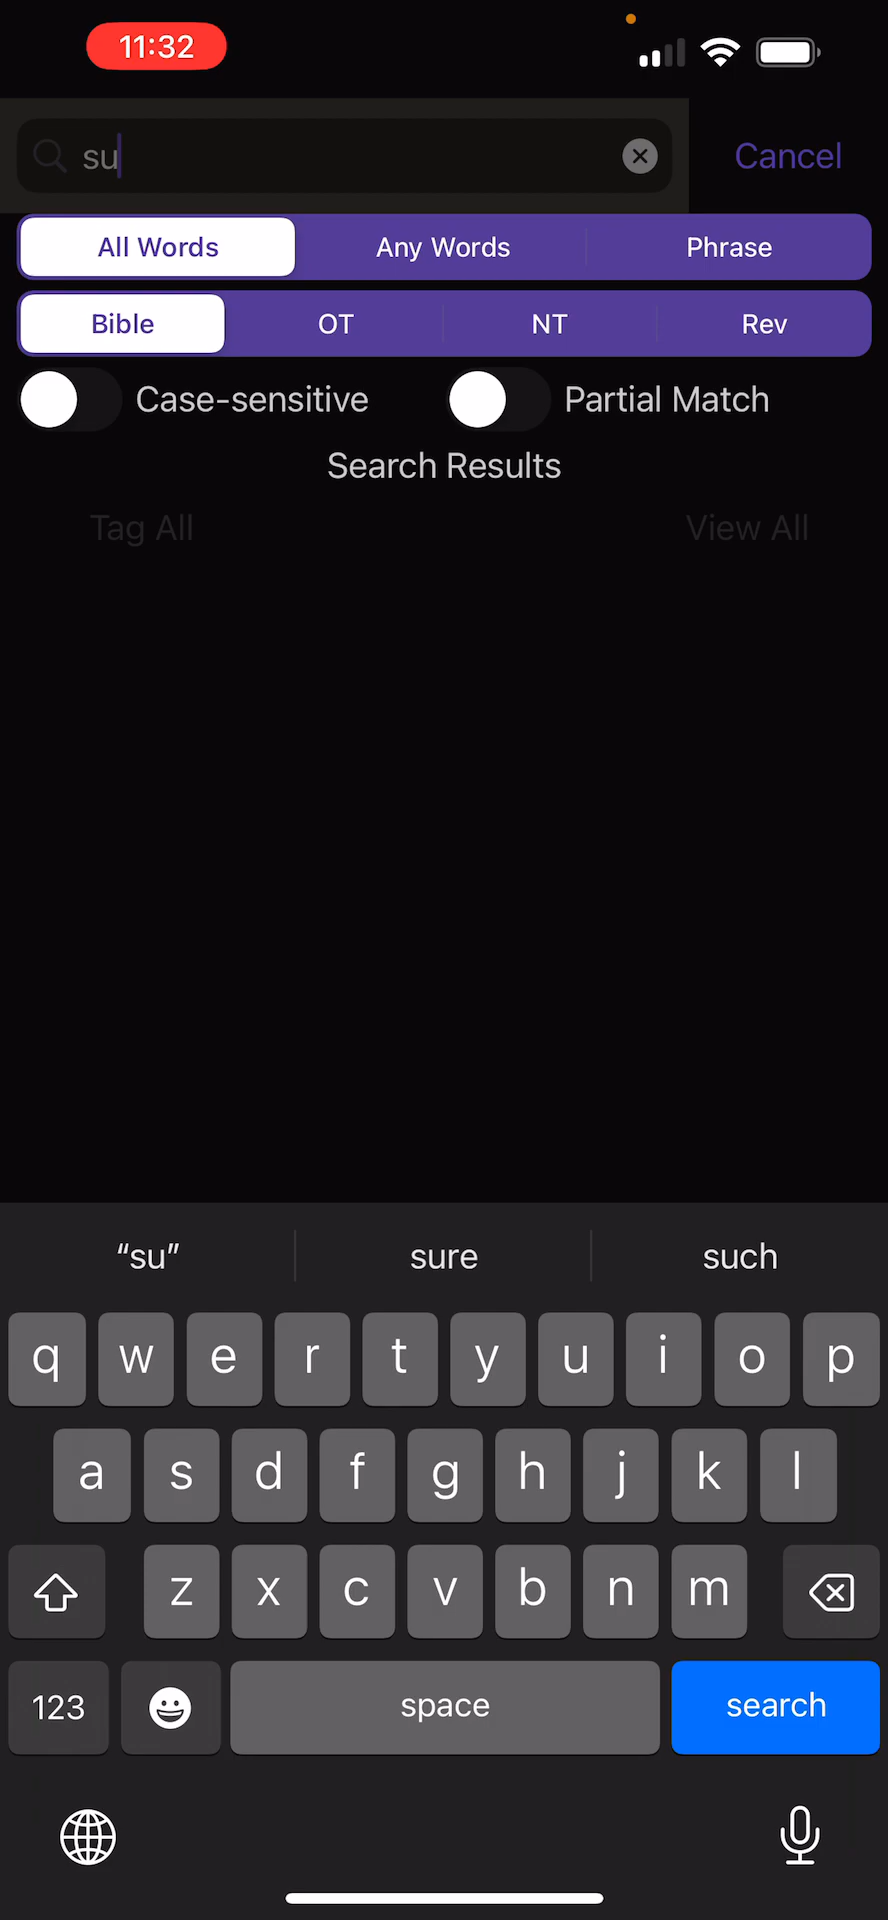 11:32
su
Cancel
All Words Any Words Phrase
Bible OT NT Rev
Case-sensitive Partial Match
Search Results
Tag All View All
“su” sure such
q w e r t y u i o p
a s d f g h j k l
z x c v b n m
123 space search